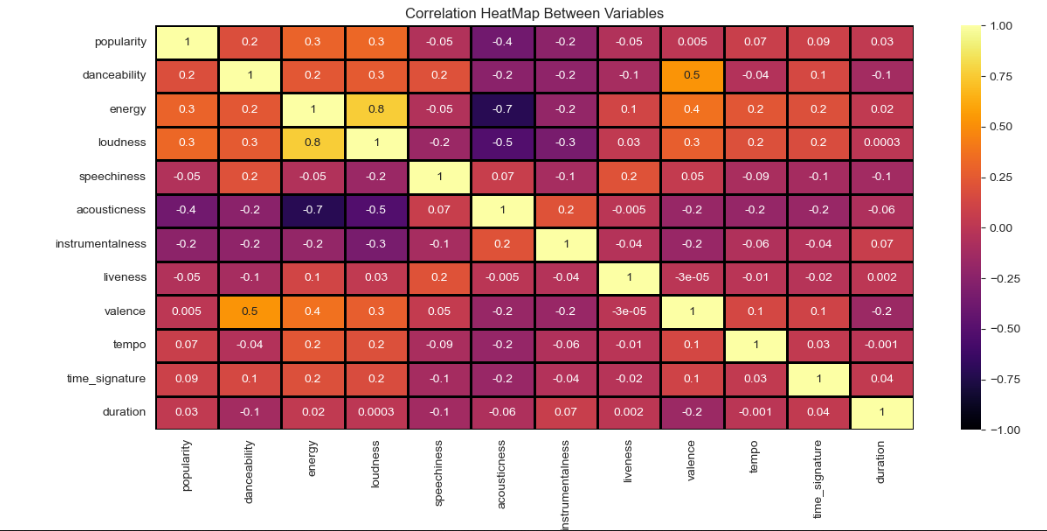 Correlation HeatMap Between Variables
popularity 1 0.2 0.3 0.3 -0.05 -0.4 -0.2 -0.05 0.005 0.07 0.09 0.03
danceability 0.2 1 0.2 0.3 0.2 -0.2 -0.2 -0.1 0.5 -0.04 0.1 -0.1
energy 0.3 0.2 1 0.8 -0.05 -0.7 -0.2 0.1 0.4 0.2 0.2 0.02
loudness 0.3 0.3 0.8 1 -0.2 -0.5 -0.3 0.03 0.3 0.2 0.2 0.0003
speechiness -0.05 0.2 -0.05 -0.2 1 0.07 -0.1 0.2 0.05 -0.09 -0.1 -0.1
acousticness -0.4 -0.2 -0.7 -0.5 0.07 1 0.2 -0.005 -0.2 -0.2 -0.2 -0.06
instrumentalness -0.2 -0.2 -0.2 -0.3 -0.1 0.2 1 -0.04 -0.2 -0.06 -0.04 0.07
liveness -0.05 -0.1 0.1 0.03 0.2 -0.005 -0.04 1 -3e-05 -0.01 -0.02 0.002
valence 0.005 0.5 0.4 0.3 0.05 -0.2 -0.2 -3e-05 1 0.1 0.1 -0.2
tempo 0.07 -0.04 0.2 0.2 -0.09 -0.2 -0.06 -0.01 0.1 1 0.03 -0.001
time_signature 0.09 0.1 0.2 0.2 -0.1 -0.2 -0.04 -0.02 0.1 0.03 1 0.04
duration 0.03 -0.1 0.02 0.0003 -0.1 -0.06 0.07 0.002 -0.2 -0.001 0.04 1
popularity
danceability
energy
loudness
speechiness
acousticness
instrumentalness
liveness
valence
tempo
time_signature
duration
1.00
0.75
0.50
0.25
0.00
−0.25
−0.50
−0.75
−1.00